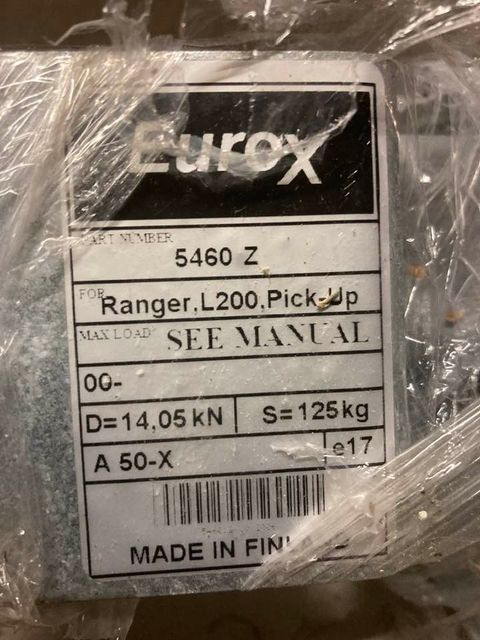 EuroX
PART NUMBER
5460 Z
FOR Ranger,L200,Pick-Up
MAX LOAD SEE MANUAL
00-
D=14,05 kN S=125kg
A 50-X e17
MADE IN